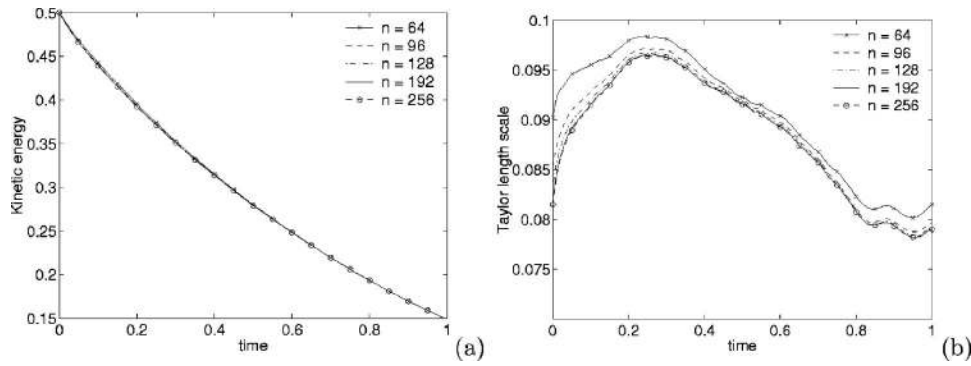 0.5
0.45
0.4
0.35
0.3
0.25
0.2
0.15
Kinetic energy
0
0.2
0.4
0.6
0.8
1
time
n = 64
n = 96
n = 128
n = 192
n = 256
(a)
0.1
0.095
0.09
0.085
0.08
0.075
Taylor length scale
0
0.2
0.4
0.6
0.8
1
time
n = 64
n = 96
n = 128
n = 192
n = 256
(b)